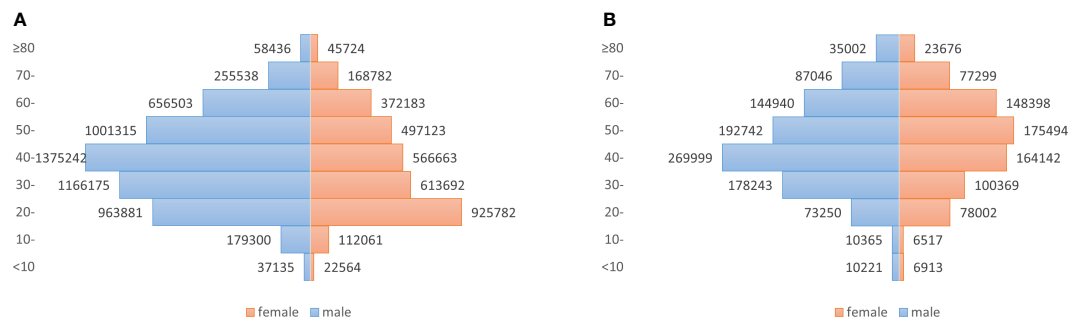 A
≥80 58436 45724
70- 255538 168782
60- 656503 372183
50- 1001315 497123
40- 1375242 566663
30- 1166175 613692
20- 963881 925782
10- 179300 112061
<10 37135 22564
female male
B
≥80 35002 23676
70- 87046 77299
60- 144940 148398
50- 192742 175494
40- 269999 164142
30- 178243 100369
20- 73250 78002
10- 10365 6517
<10 10221 6913
female male